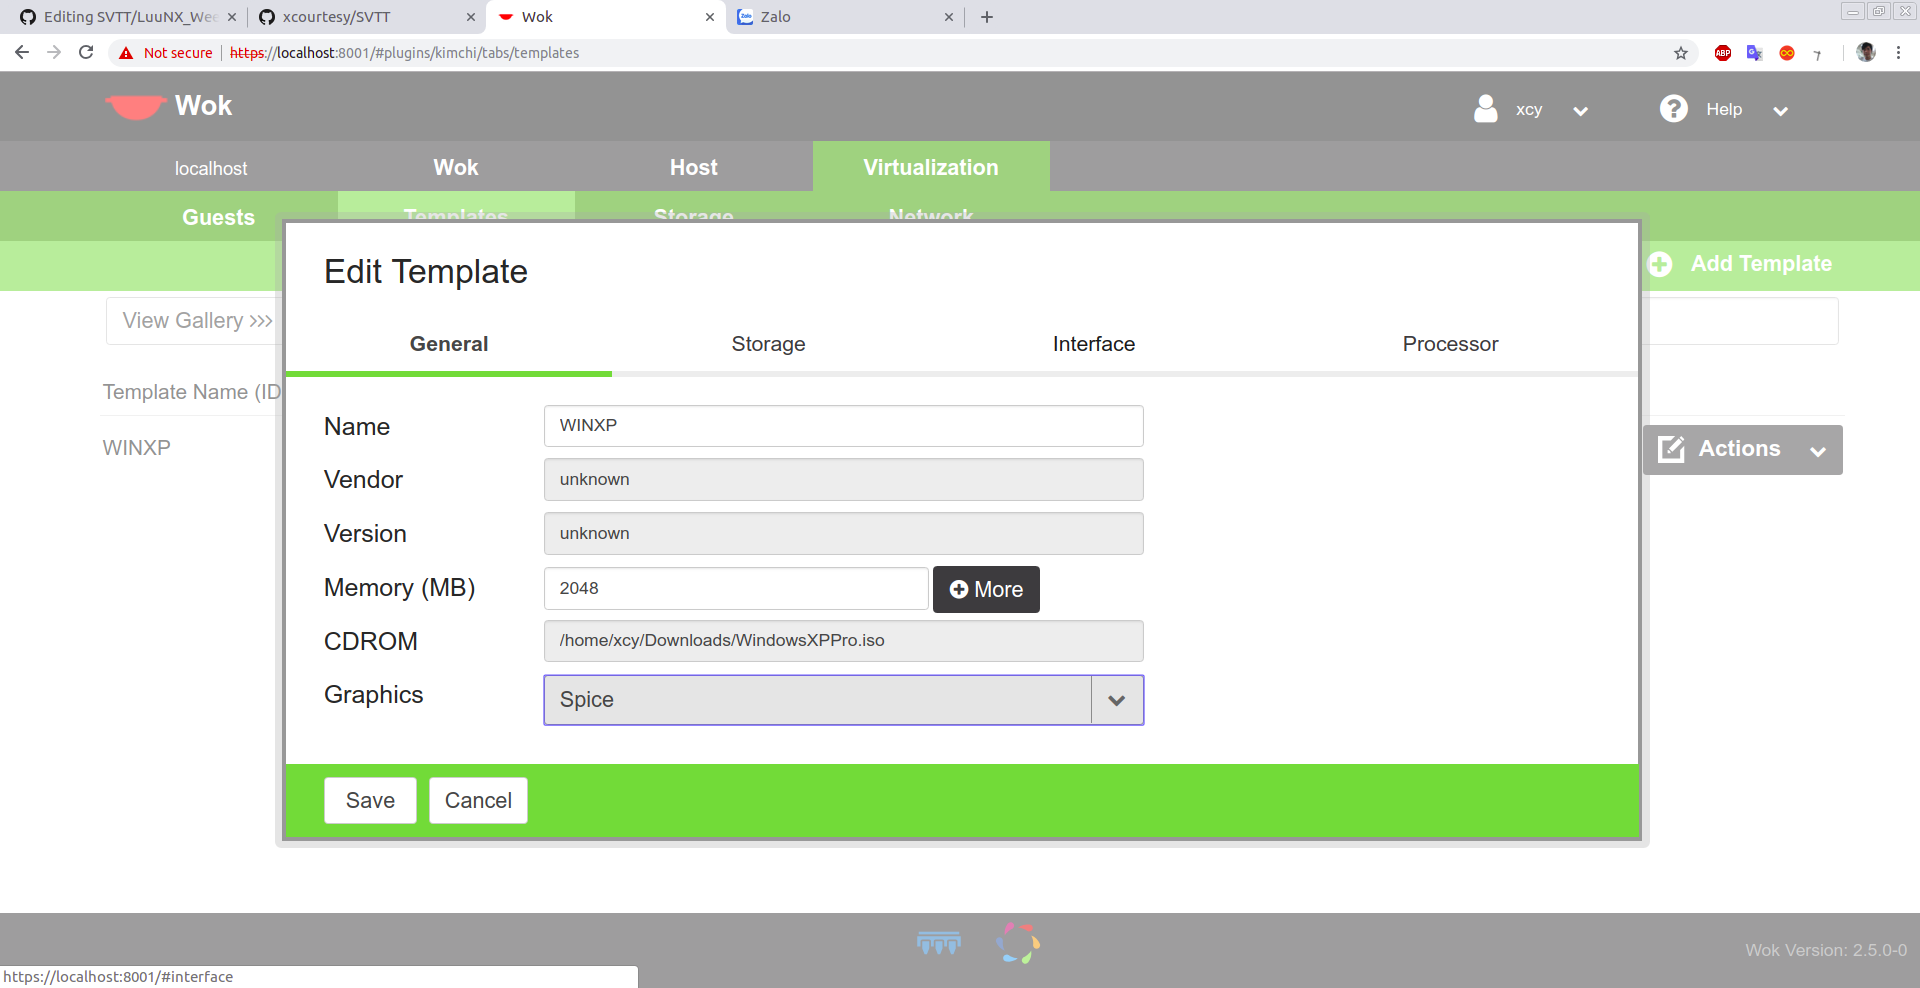 Editing SVTT/LuuNX_Wee
xcourtesy/SVTT
Wok
Zalo
Not secure
https://localhost:8001/#plugins/kimchi/tabs/templates
ABP
Wok
xcy
Help
localhost
Wok
Host
Virtualization
Guests
Templates
Storage
Network
Add Template
Edit Template
View Gallery
General
Storage
Interface
Processor
Template Name (ID
WINXP
Actions
Name
WINXP
Vendor
unknown
Version
unknown
Memory (MB)
2048
More
CDROM
/home/xcy/Downloads/WindowsXPPro.iso
Graphics
Spice
Save
Cancel
Wok Version: 2.5.0-0
https://localhost:8001/#interface